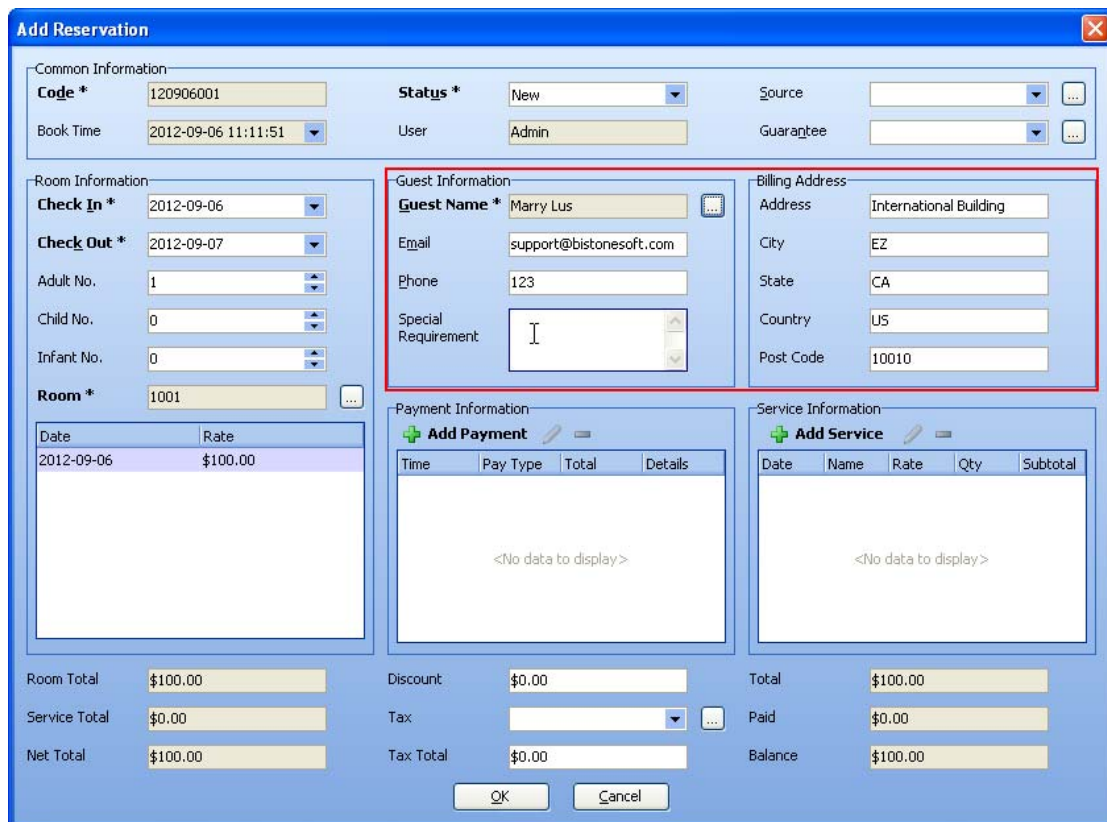 Add Reservation
Common Information
Code * 120906001 Status * New Source ...
Book Time 2012-09-06 11:11:51 User Admin Guarantee ...
Room Information
Check In * 2012-09-06
Check Out * 2012-09-07
Adult No. 1
Child No. 0
Infant No. 0
Room * 1001 ...
Date Rate
2012-09-06 $100.00
Guest Information
Guest Name * Marry Lus ...
Email support@bistonesoft.com
Phone 123
Special
Requirement
Billing Address
Address International Building
City EZ
State CA
Country US
Post Code 10010
Payment Information
Add Payment
Time Pay Type Total Details
<No data to display>
Service Information
Add Service
Date Name Rate Qty Subtotal
<No data to display>
Room Total $100.00 Discount $0.00 Total $100.00
Service Total $0.00 Tax ... Paid $0.00
Net Total $100.00 Tax Total $0.00 Balance $100.00
OK Cancel